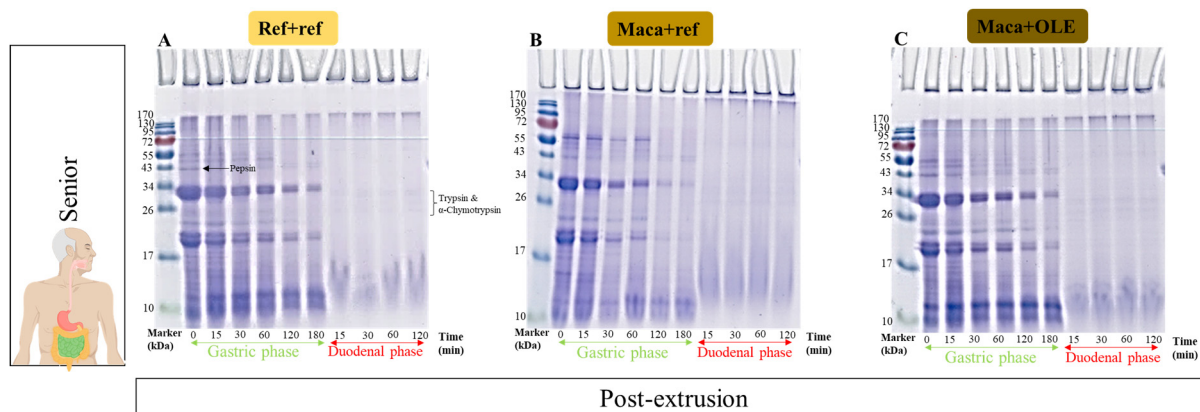 Ref+ref
Maca+ref
Maca+OLE
Senior
A
170
130
95
72
55
43
34
26
17
10
Pepsin
Trypsin &
α-Chymotrypsin
Marker
(kDa)
0 15 30 60 120 180 15 30 60 120
Time
(min)
Gastric phase
Duodenal phase
B
170
130
95
72
55
43
34
26
17
10
Marker
(kDa)
0 15 30 60 120 180 15 30 60 120
Time
(min)
Gastric phase
Duodenal phase
C
170
130
95
72
55
43
34
26
17
10
Marker
(kDa)
0 15 30 60 120 180 15 30 60 120
Time
(min)
Gastric phase
Duodenal phase
Post-extrusion